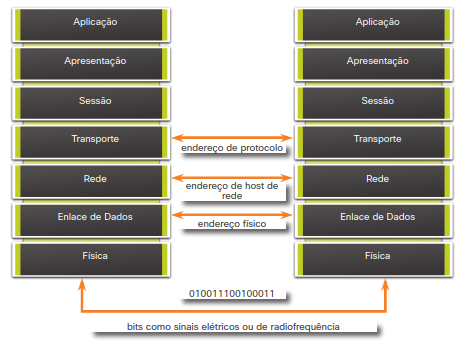 Aplicação
Aplicação
Apresentação
Apresentação
Sessão
Sessão
Transporte
Transporte
endereço de protocolo
Rede
Rede
endereço de host de
rede
Enlace de Dados
Enlace de Dados
endereço físico
Física
Física
010011100100011
bits como sinais elétricos ou de radiofrequência